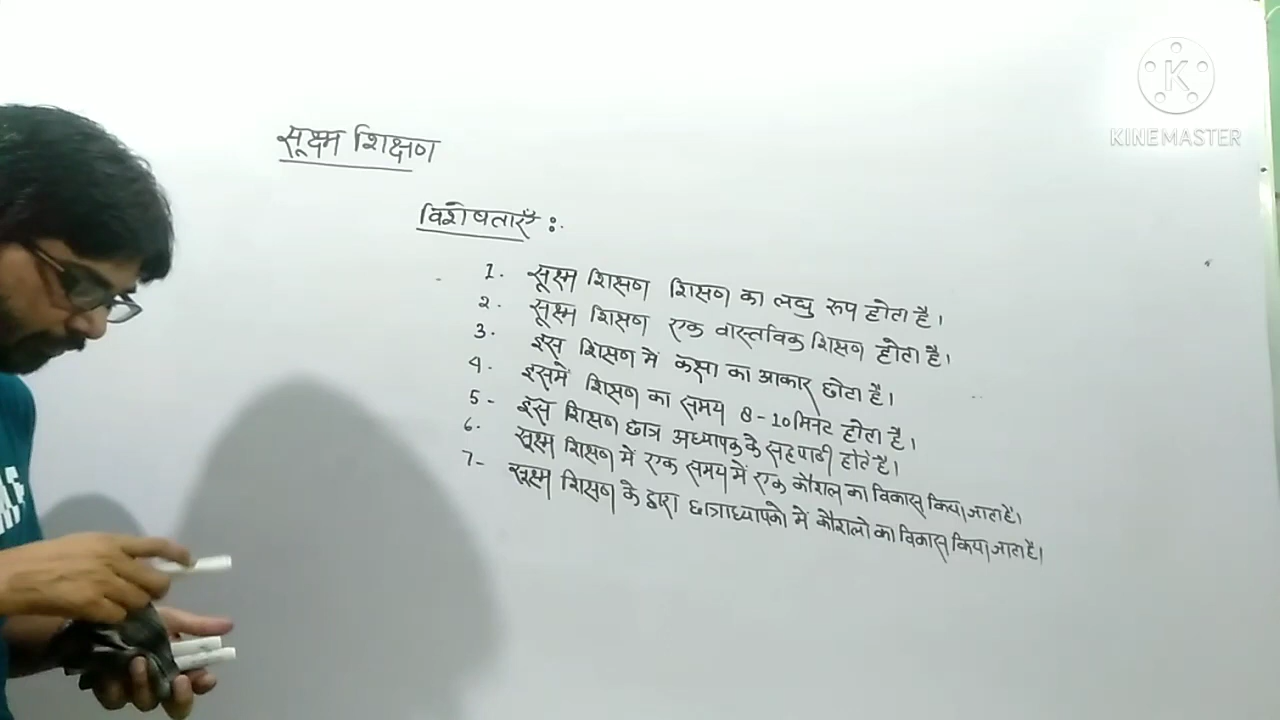 KINEMASTER
सूक्ष्म शिक्षण
विशेषताएँ :-
1. सूक्ष्म शिक्षण शिक्षण का लघु रूप होता है।
2. सूक्ष्म शिक्षण एक वास्तविक शिक्षण होता है।
3. इस शिक्षण में कक्षा का आकार छोटा है।
4. इसमें शिक्षण का समय 8-10 मिनट होता है।
5- इस शिक्षण छात्र अध्यापक के सहपाठी होते है।
6. सूक्ष्म शिक्षण में एक समय में एक कौशल का विकास किया जाता है।
7- सूक्ष्म शिक्षण के द्वारा छात्राध्यापको में कौशलो का विकास किया जाता है।